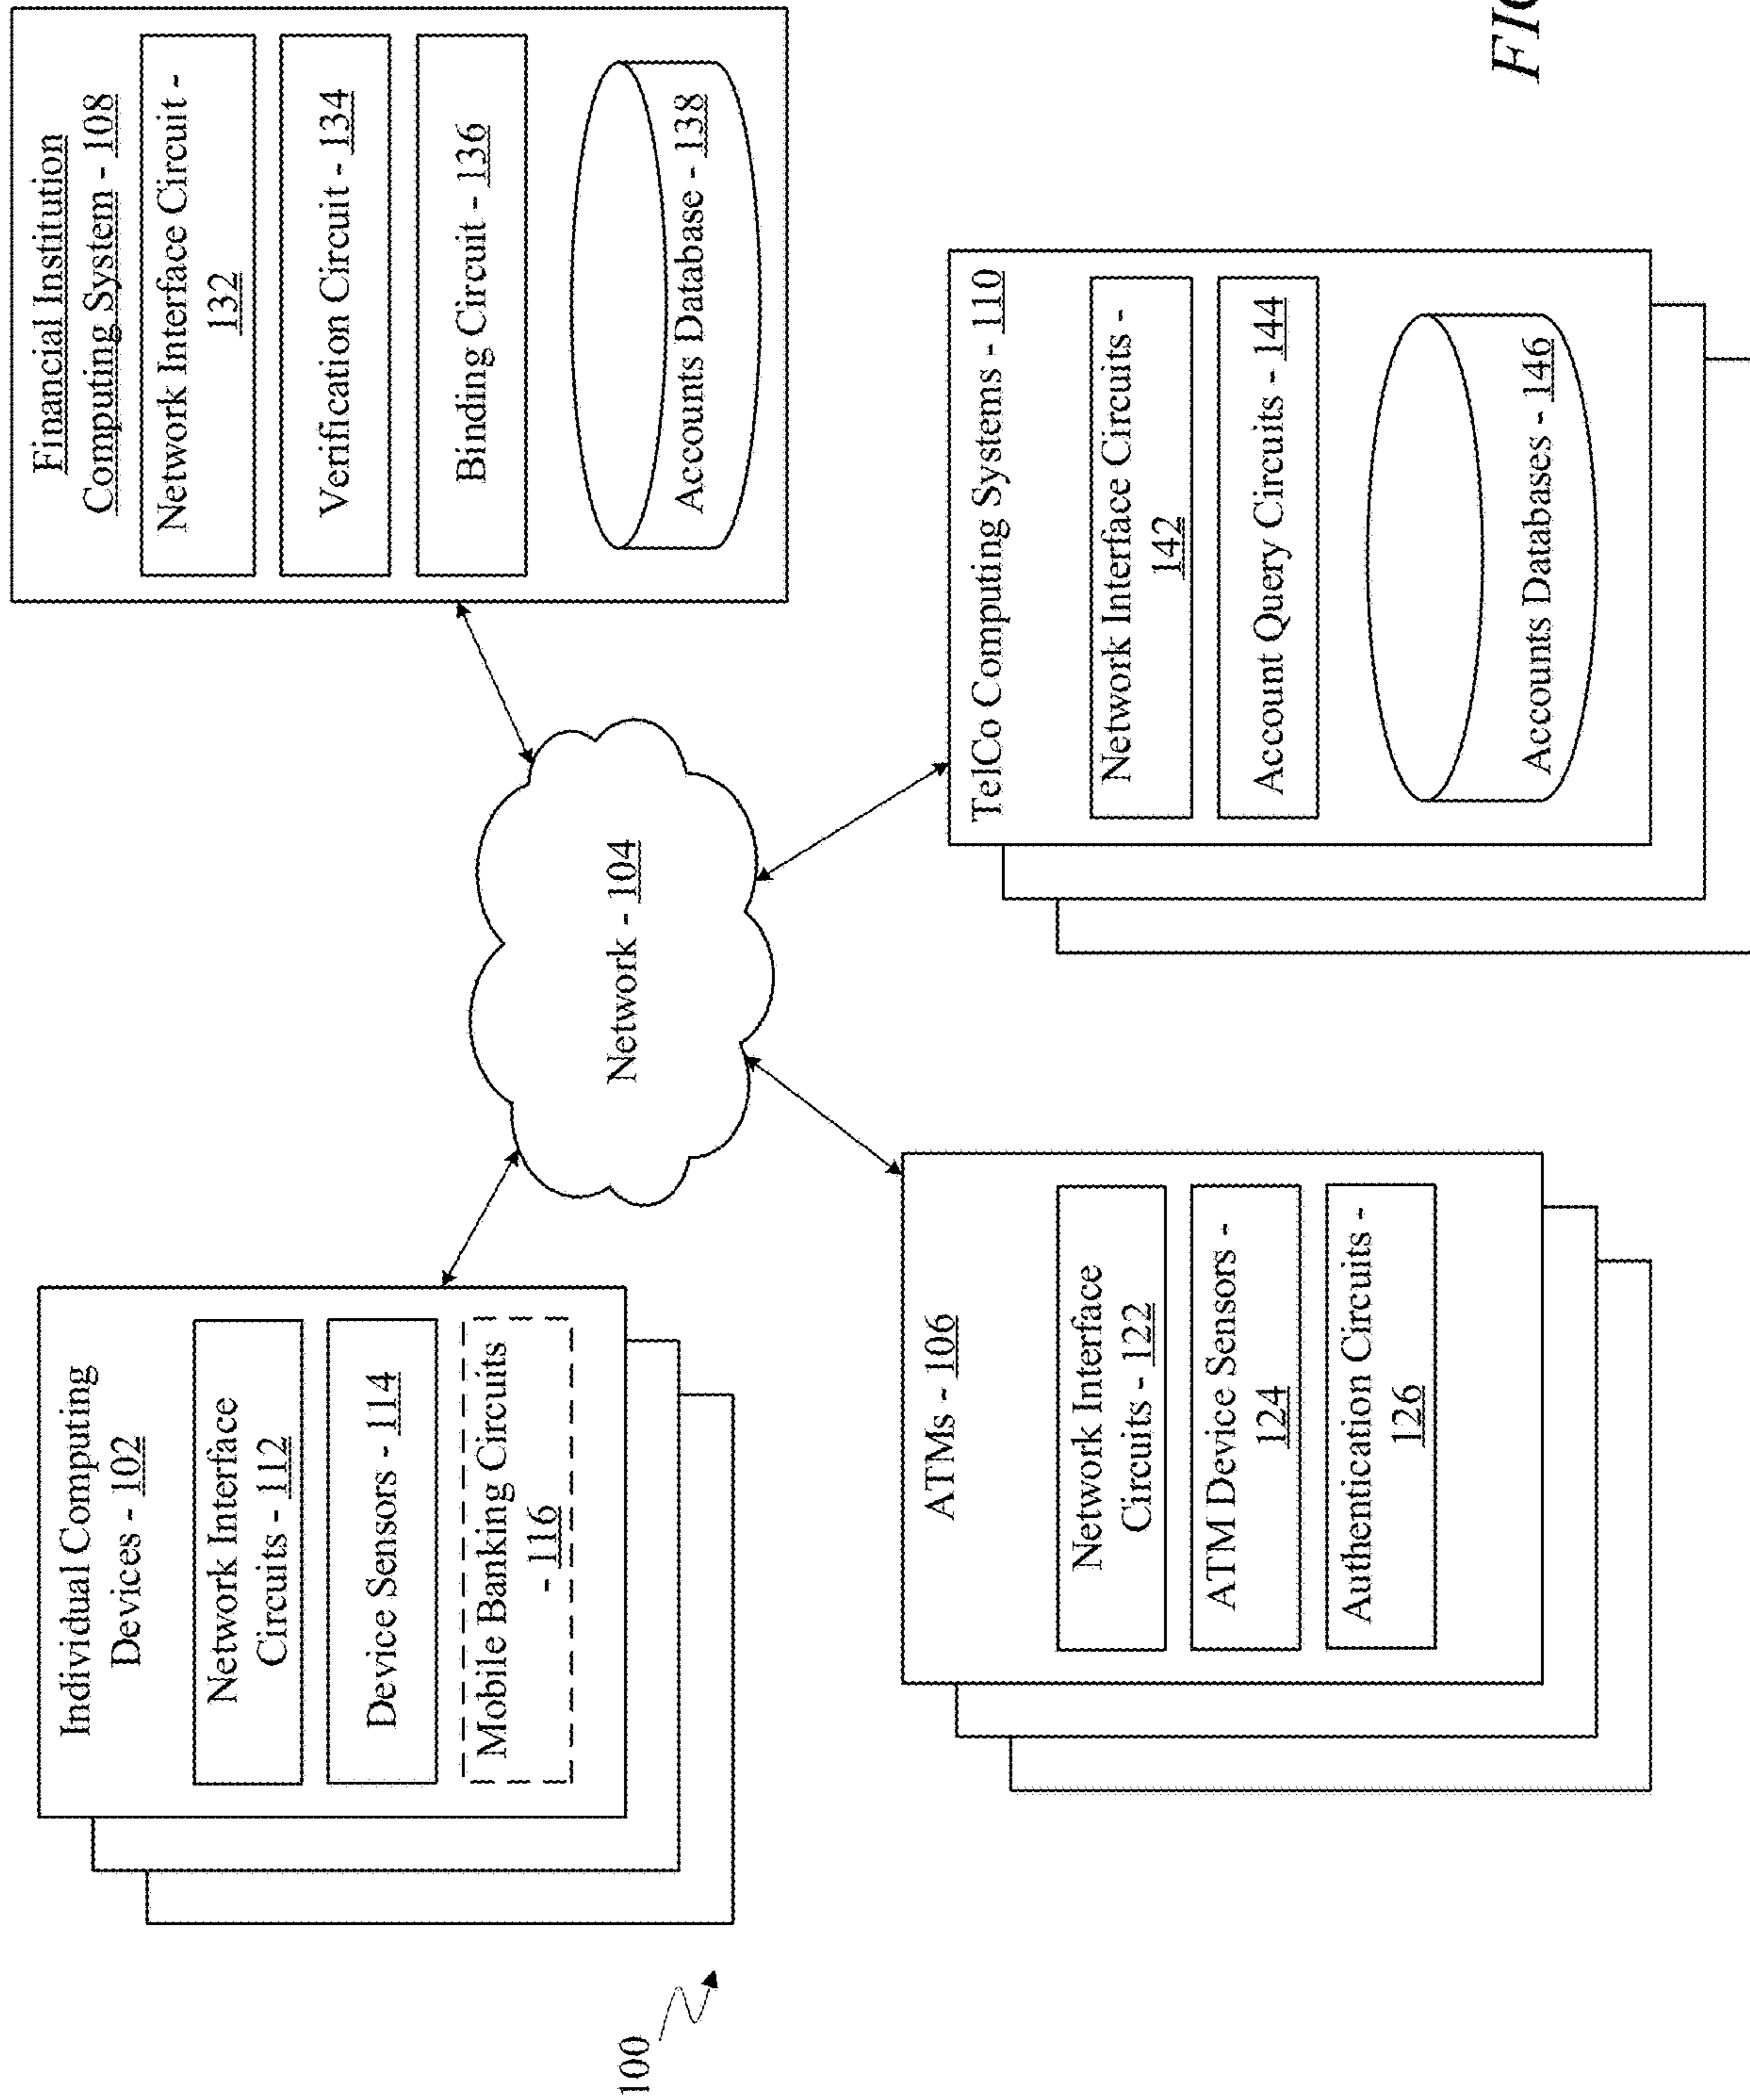 100
Individual Computing
Devices - 102
Network Interface
Circuits - 112
Device Sensors - 114
Mobile Banking Circuits
- 116
Financial Institution
Computing System - 108
Network Interface Circuit -
132
Verification Circuit - 134
Binding Circuit - 136
Accounts Database - 138
Network - 104
ATMs - 106
Network Interface
Circuits - 122
ATM Device Sensors -
124
Authentication Circuits -
126
TelCo Computing Systems - 110
Network Interface Circuits -
142
Account Query Circuits - 144
Accounts Databases - 146